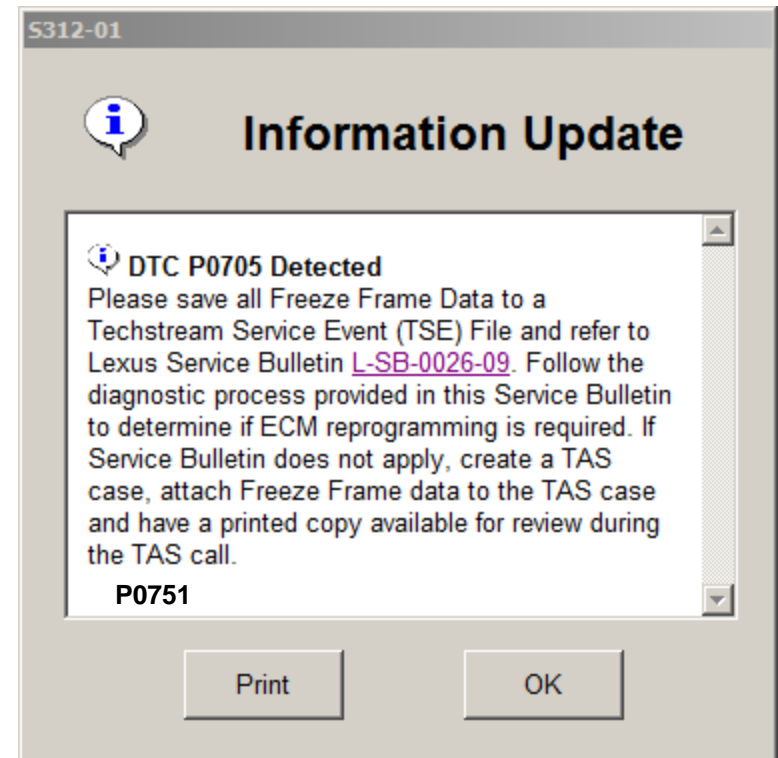 S312-01
Information Update
DTC P0705 Detected
Please save all Freeze Frame Data to a
Techstream Service Event (TSE) File and refer to
Lexus Service Bulletin L-SB-0026-09. Follow the
diagnostic process provided in this Service Bulletin
to determine if ECM reprogramming is required. If
Service Bulletin does not apply, create a TAS
case, attach Freeze Frame data to the TAS case
and have a printed copy available for review during
the TAS call.
P0751
Print
OK